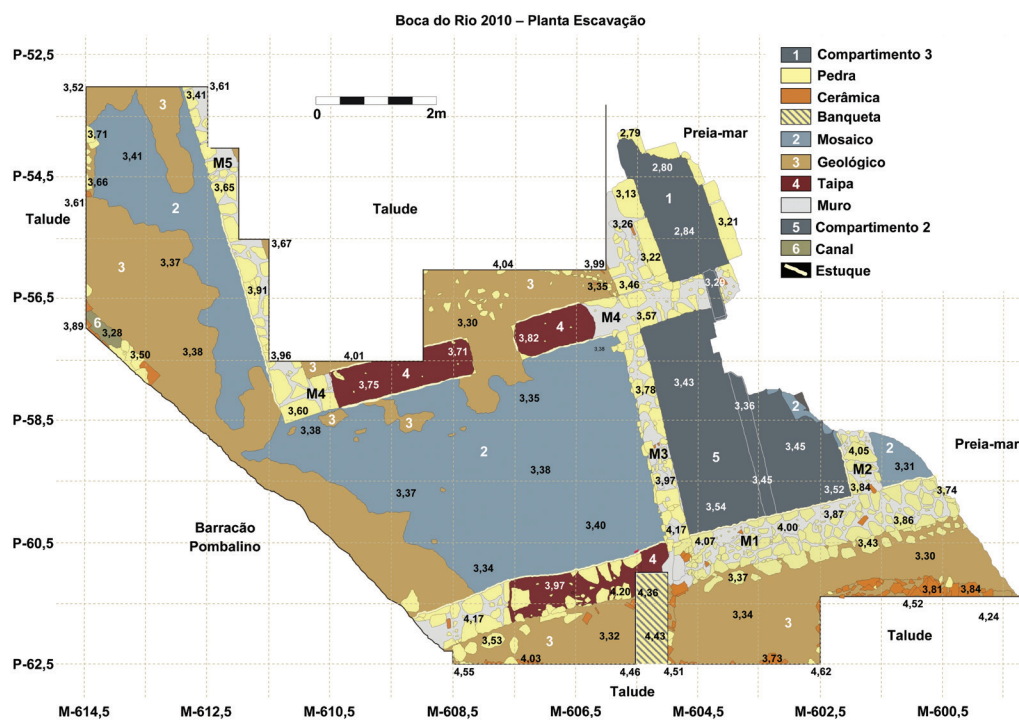 Boca do Rio 2010 – Planta Escavação
P-52,5
1 Compartimento 3
Pedra
Cerâmica
Banqueta
2 Mosaico
3 Geológico
4 Taipa
Muro
5 Compartimento 2
6 Canal
Estuque
0 2m
3,52
3,61
3,41
3
3,71
3,41
M5
3,65
3,66
3,61
2
P-54,5
Talude
Talude
2,79
Preia-mar
2,80
3,13
1
3,21
3,26
2,84
3,22
3,67
3
3,37
3,91
4,04
3,99
3
3,35
3,46
3,20
P-56,5
3,89
6
3,28
3,50
3,38
3,30
3,57
M4
4
3,82
3,38
3,96
4,01
3
3,71
4
3,75
M4
3,60
3,35
3,78
3,43
3,36
2
P-58,5
3,38
3
3
2
3,38
M3
3,97
5
3,45
3,45
4,05
M2
2
3,31
Preia-mar
3,37
3,54
3,52
3,84
3,74
Barracão
Pombalino
3,40
4,17
4,07
M1
4,00
3,87
3,86
P-60,5
3,34
4
3,43
3.30
3,97
4,20
4,36
3,37
3,81
3,84
4,52
4,24
4,17
3,53
3
3,32
4,43
3,34
3
Talude
P-62,5
4,03
3,73
4,55
4,46
4,51
4,62
Talude
M-614,5
M-612,5
M-610,5
M-608,5
M-606,5
M-604,5
M-602,5
M-600,5